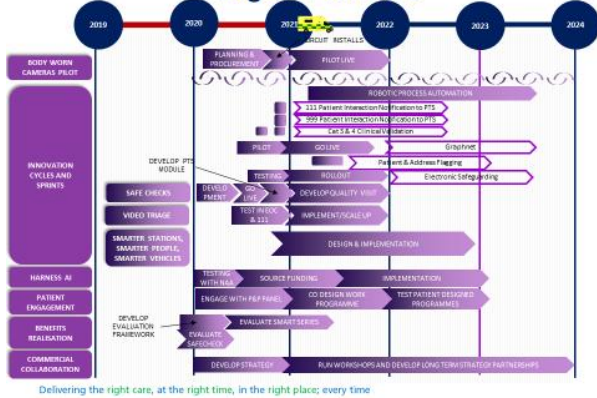 2019 2020 2021 2022 2023 2024
CIRCUIT INSTALLS
BODY WORN
CAMERAS PILOT
PLANNING &
PROCUREMENT
PILOT LIVE
INNOVATION
CYCLES AND
SPRINTS
ROBOTIC PROCESS AUTOMATION
111 Patient Interaction Notification to PTS
999 Patient Interaction Notification to PTS
Cat 3 & 4 Clinical Validation
PILOT
GO LIVE
Graphnet
DEVELOP PTS
MODULE
Patient & Address Flagging
TESTING
ROLLOUT
Electronic Safeguarding
SAFE CHECKS
DEVELO
PMENT
GO
LIVE
DEVELOP QUALITY VISIT
VIDEO TRIAGE
TEST IN EOC
& 111
IMPLEMENT/SCALE UP
SMARTER STATIONS,
SMARTER PEOPLE,
SMARTER VEHICLES
DESIGN & IMPLEMENTATION
HARNESS AI
TESTING
WITH N&A
SOURCE FUNDING
IMPLEMENTATION
PATIENT
ENGAGEMENT
ENGAGE WITH P&P PANEL
CO DESIGN WORK
PROGRAMME
TEST PATIENT DESIGNED
PROGRAMMES
DEVELOP
EVALUATION
FRAMEWORK
BENEFITS
REALISATION
EVALUATE SMART SERIES
EVALUATE
SAFECHECK
COMMERCIAL
COLLABORATION
DEVELOP STRATEGY
RUN WORKSHOPS AND DEVELOP LONG TERM STRATEGY PARTNERSHIPS
Delivering the right care, at the right time, in the right place; every time